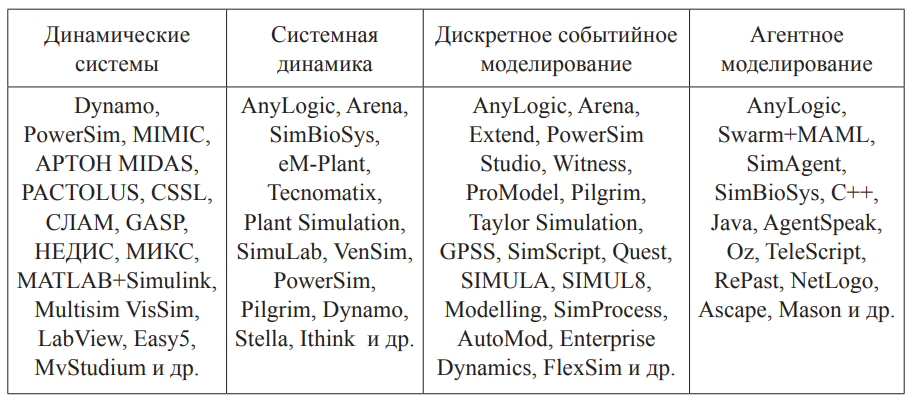 Динамические
системы
Системная
динамика
Дискретное событийное
моделирование
Агентное
моделирование
Dynamo,
PowerSim, MIMIC,
АРТОН MIDAS,
PACTOLUS, CSSL,
СЛАМ, GASP,
НЕДИС, МИКС,
MATLAB+Simulink,
Multisim VisSim,
LabView, Easy5,
MvStudium и др.
AnyLogic, Arena,
SimBioSys,
eM-Plant,
Tecnomatix,
Plant Simulation,
SimuLab, VenSim,
PowerSim,
Pilgrim, Dynamo,
Stella, Ithink и др.
AnyLogic, Arena,
Extend, PowerSim
Studio, Witness,
ProModel, Pilgrim,
Taylor Simulation,
GPSS, SimScript, Quest,
SIMULA, SIMUL8,
Modelling, SimProcess,
AutoMod, Enterprise
Dynamics, FlexSim и др.
AnyLogic,
Swarm+MAML,
SimAgent,
SimBioSys, C++,
Java, AgentSpeak,
Oz, TeleScript,
RePast, NetLogo,
Ascape, Mason и др.